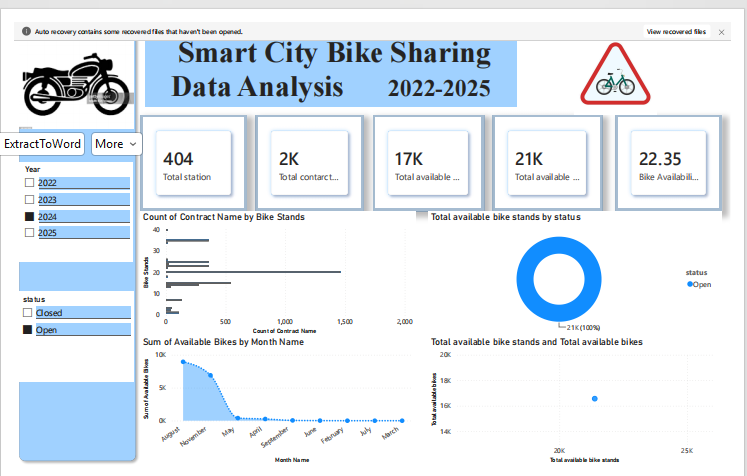 Auto recovery contains some recovered files that haven't been opened.
View recovered files
Smart City Bike Sharing
Data Analysis 2022-2025
ExtractToWord
More
Year
2022
2023
2024
2025
status
Closed
Open
404
Total station
2K
Total contarct...
17K
Total available ...
21K
Total available ...
22.35
Bike Availabili...
Count of Contract Name by Bike Stands
Bike Stands
40
30
20
10
0
0
500
1,000
1,500
2,000
Count of Contract Name
Total available bike stands by status
21K (100%)
status
Open
Sum of Available Bikes by Month Name
Sum of Available Bikes
10K
5K
0K
August
November
May
April
September
June
February
July
March
Month Name
Total available bike stands and Total available bikes
Total available bikes
20K
18K
16K
14K
20K
25K
Total available bike stands